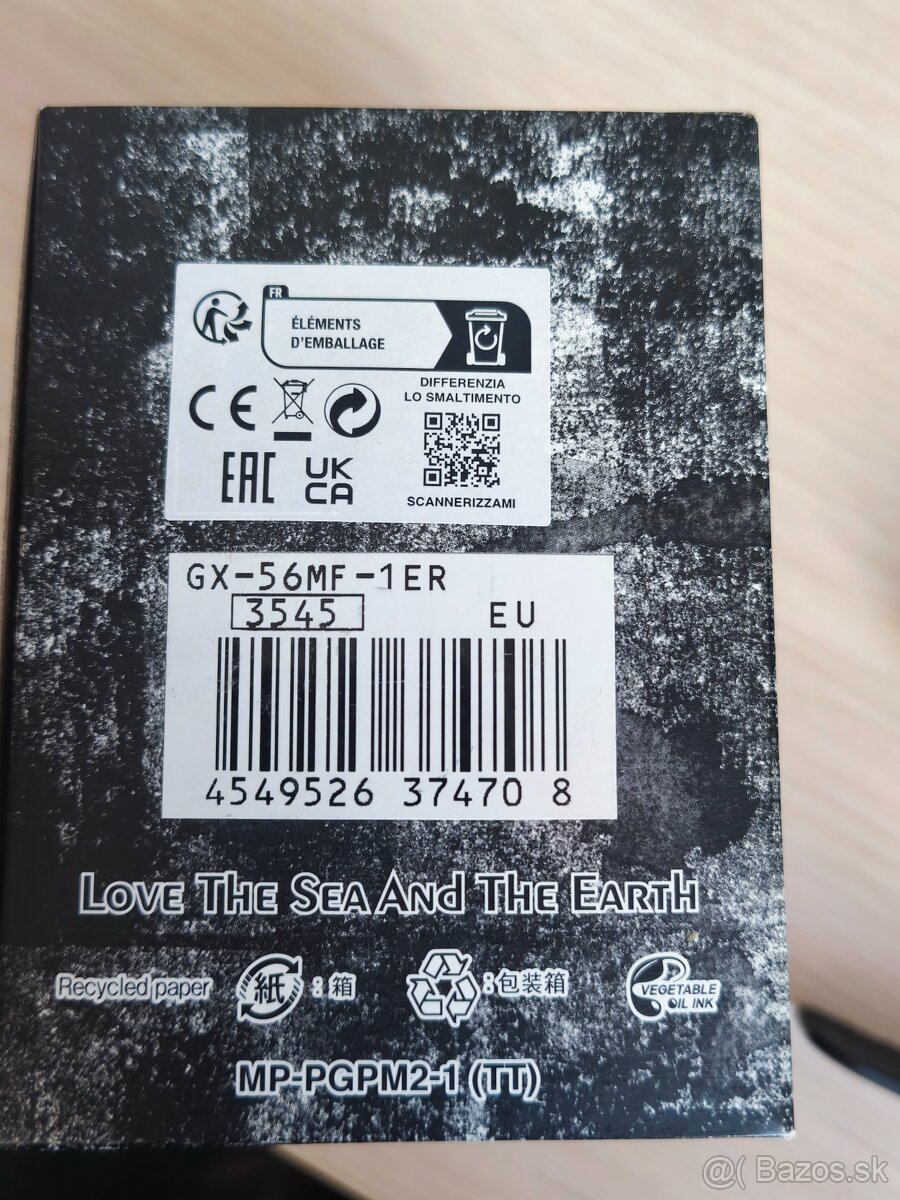 FR
ÉLÉMENTS
D'EMBALLAGE
CE
DIFFERENZIA
LO SMALTIMENTO
EAC
UK
CA
SCANNERIZZAMI
GX-56MF-1ER
3545
EU
4549526 37470 8
LOVE THE SEA AND THE EARTH
Recycled paper
紙
:箱
:包装箱
VEGETABLE
OIL INK
MP-PGPM2-1 (TT)
@( Bazos.sk